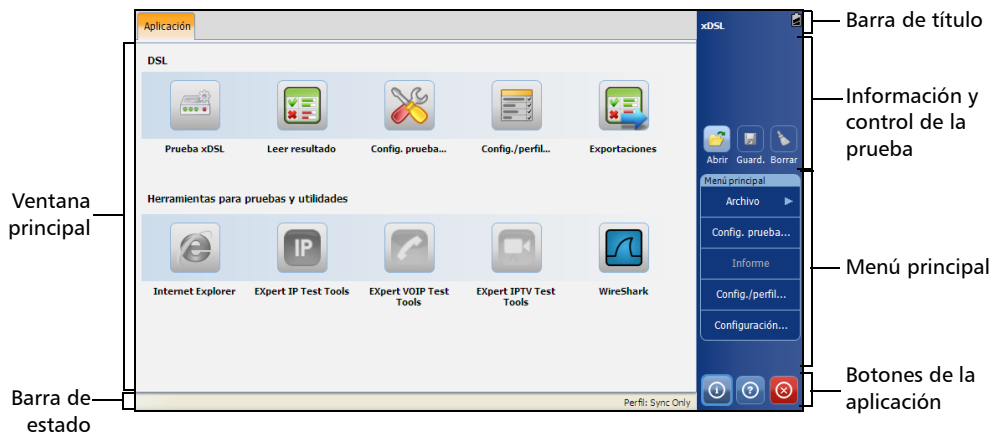 Aplicación
xDSL
Barra de título
DSL
Prueba xDSL
Leer resultado
Config. prueba...
Config./perfil...
Exportaciones
Información y
control de la
prueba
Abrir
Guard.
Borrar
Herramientas para pruebas y utilidades
IP
Internet Explorer
EXpert IP Test Tools
EXpert VOIP Test
Tools
EXpert IPTV Test
Tools
WireShark
Ventana
principal
Menú principal
Archivo
Config. prueba...
Informe
Config./perfil...
Configuración...
Menú principal
Botones de la
aplicación
Barra de
estado
Perfil: Sync Only